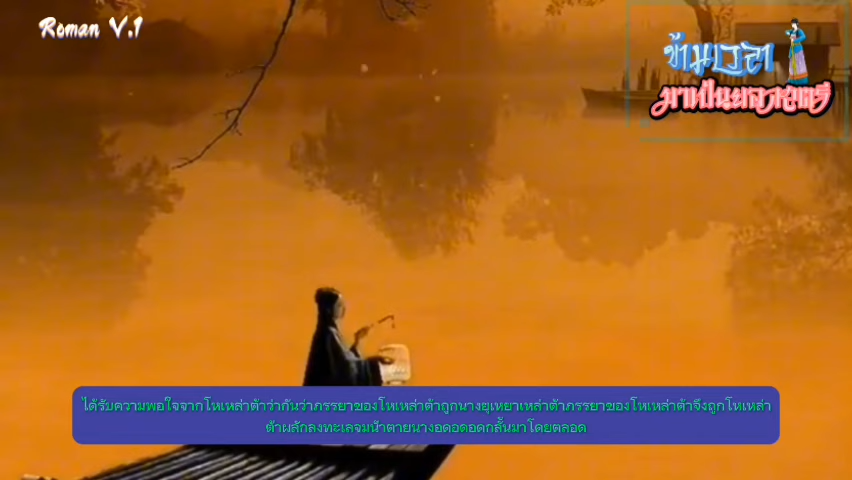 Roman V.1
ข้ามเวลา
มาเป็นยอดสตรี
ได้รับความพอใจจากโหเหล่าต้าว่ากันว่าภรรยาของโหเหล่าต้าถูกนางยุเหยาเหล่าต้าภรรยาของโหเหล่าต้าจึงถูกโหเหล่า
ต้าผลักลงทะเลจมน้ำตายนางอดอดอดกลั้นมาโดยตลอด